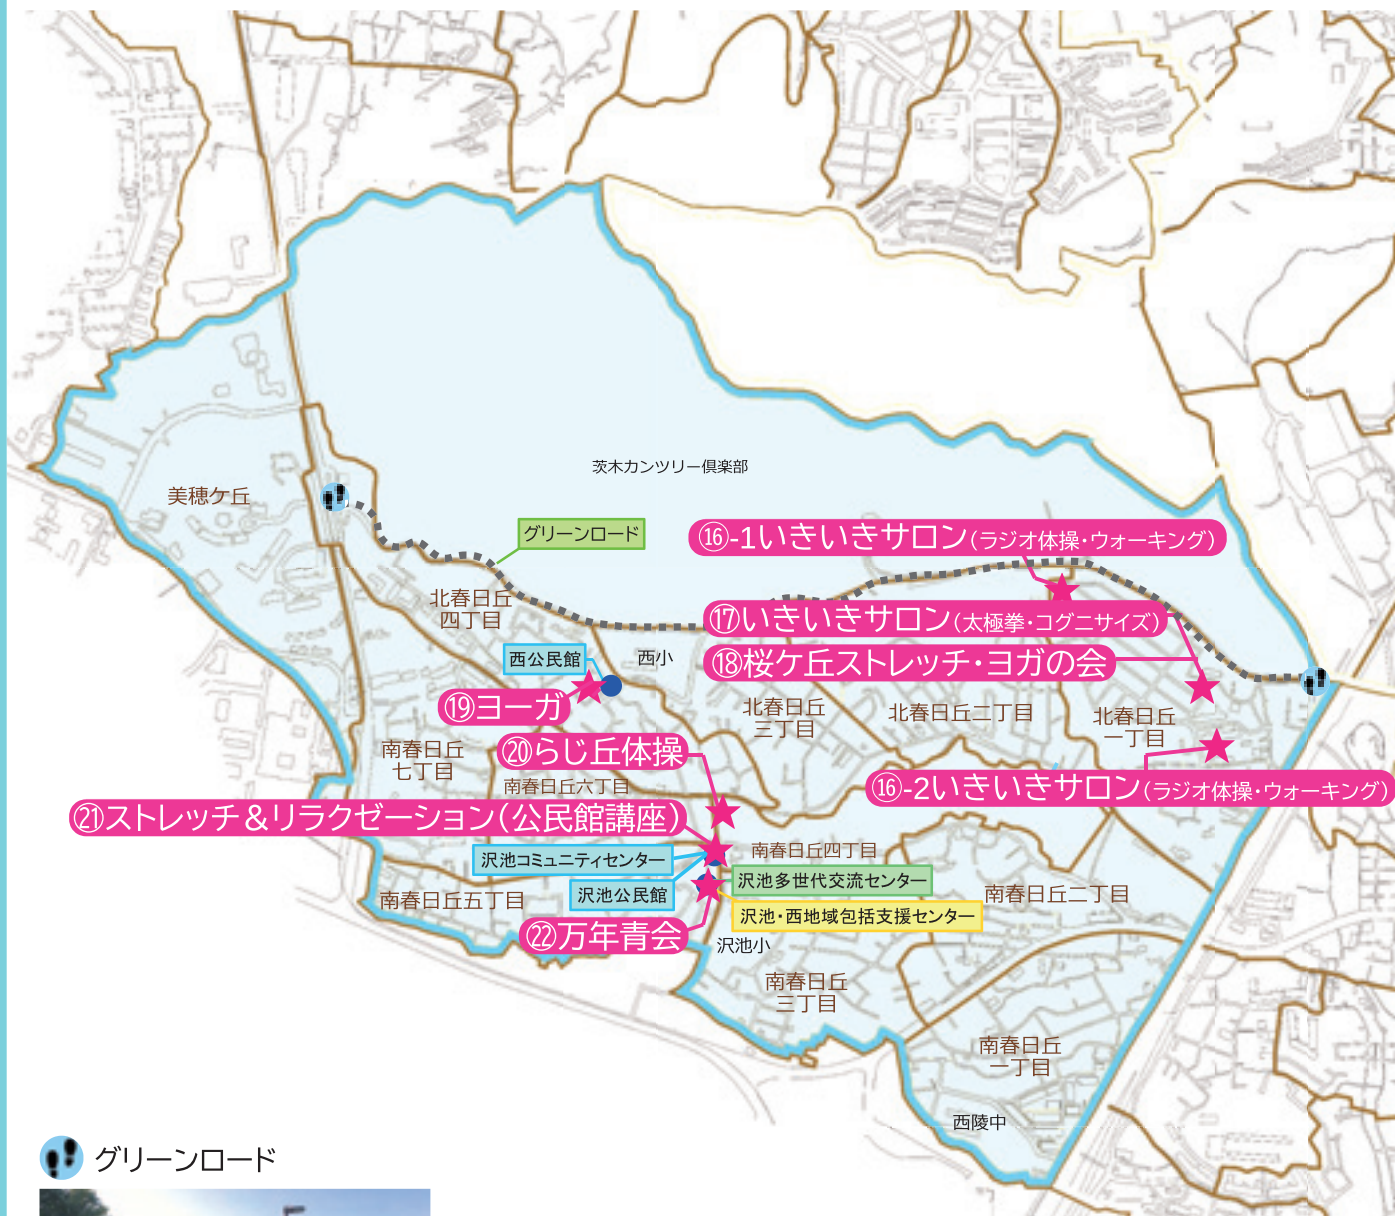 茨木カンツリー倶楽部
美穂ケ丘
グリーンロード
⑯-1いきいきサロン(ラジオ体操・ウォーキング)
北春日丘
四丁目
⑰いきいきサロン(太極拳・コグニサイズ)
西公民館
西小
⑱桜ケ丘ストレッチ・ヨガの会
⑲ヨーガ
北春日丘
三丁目
北春日丘二丁目
北春日丘
一丁目
南春日丘
七丁目
⑳らじ丘体操
南春日丘六丁目
⑯-2いきいきサロン(ラジオ体操・ウォーキング)
㉑ストレッチ&リラクゼーション(公民館講座)
沢池コミュニティセンター
南春日丘四丁目
沢池公民館
沢池多世代交流センター
南春日丘二丁目
南春日丘五丁目
沢池・西地域包括支援センター
㉒万年青会
沢池小
南春日丘
三丁目
南春日丘
一丁目
西陵中
グリーンロード